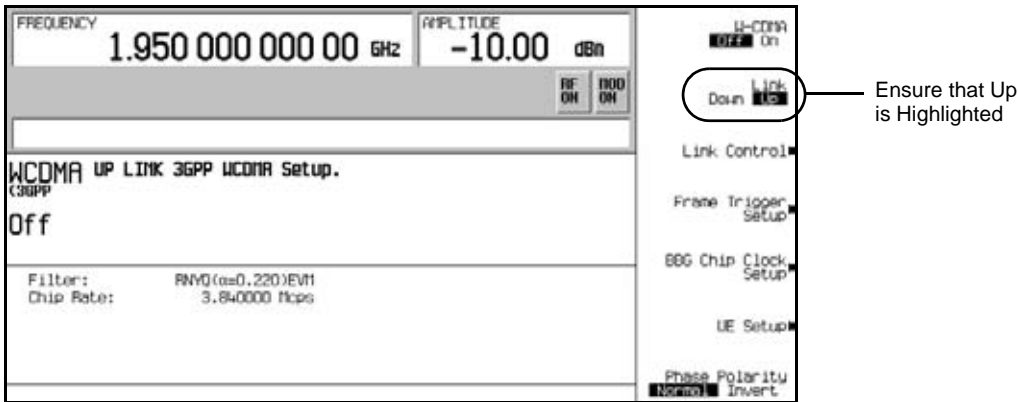 FREQUENCY
1.950 000 000 00 GHz
AMPLITUDE
-10.00 dBm
RF ON
MOD ON
WCDMA UP LINK 3GPP WCDMA Setup.
(3GPP
Off
Filter: RNYQ(α=0.220)EVM
Chip Rate: 3.840000 Mcps
W-CDMA
Off On
Link
Down Up
Link Control
Frame Trigger
Setup
BBG Chip Clock
Setup
UE Setup
Phase Polarity
Normal Invert
Ensure that Up
is Highlighted